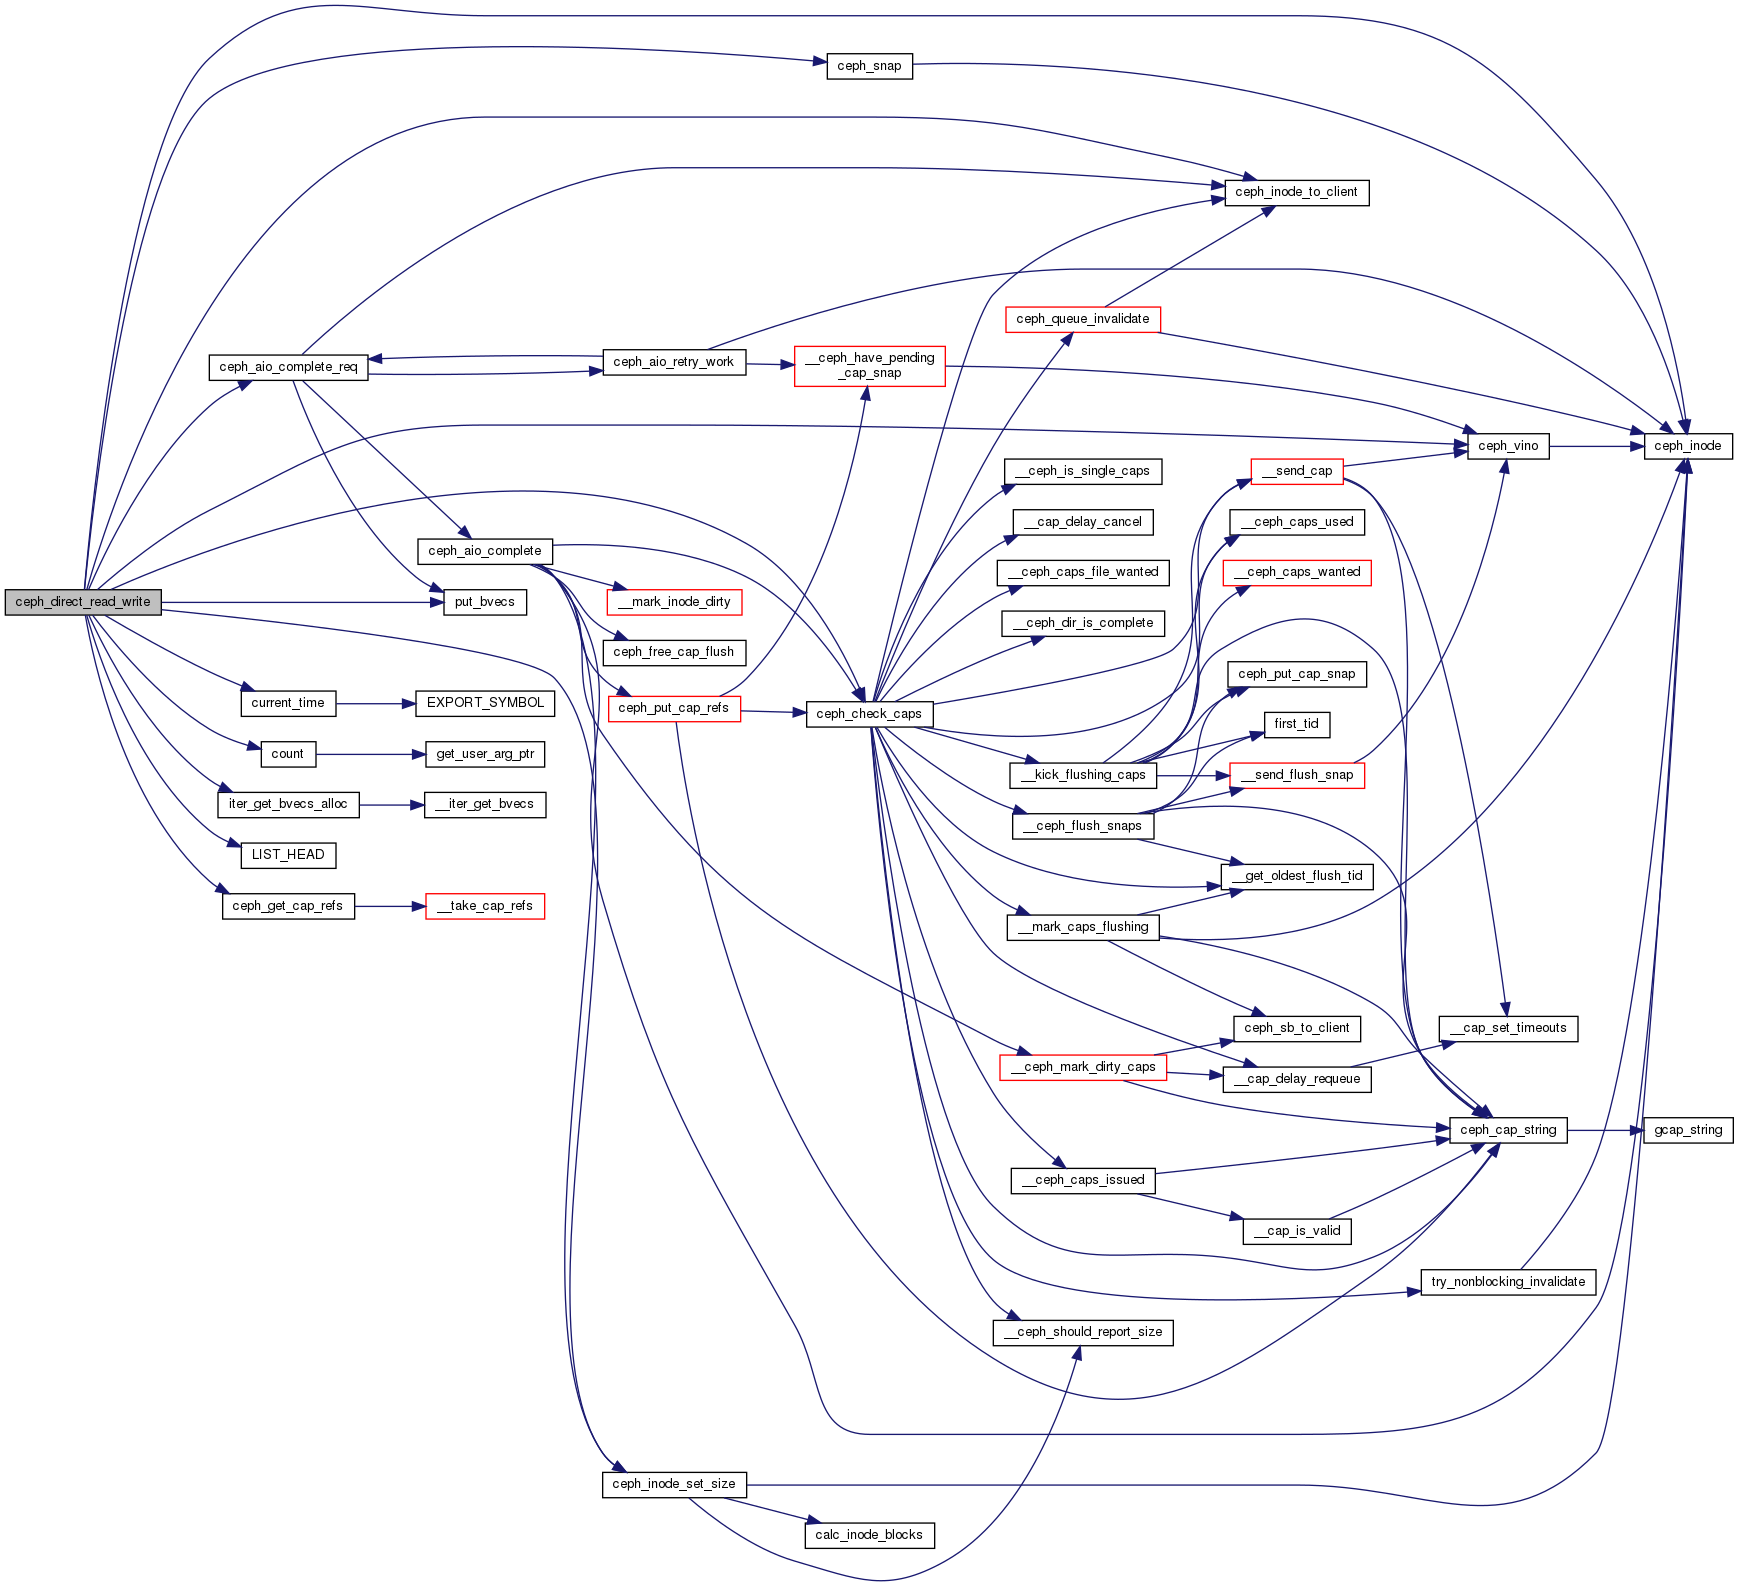 ceph_snap
ceph_inode_to_client
ceph_queue_invalidate
ceph_aio_complete_req
ceph_aio_retry_work
__ceph_have_pending
_cap_snap
ceph_vino
ceph_inode
__ceph_is_single_caps
__send_cap
__cap_delay_cancel
__ceph_caps_used
ceph_aio_complete
__ceph_caps_file_wanted
__ceph_caps_wanted
ceph_direct_read_write
put_bvecs
__mark_inode_dirty
__ceph_dir_is_complete
ceph_free_cap_flush
ceph_put_cap_snap
current_time
EXPORT_SYMBOL
ceph_put_cap_refs
ceph_check_caps
first_tid
count
get_user_arg_ptr
__kick_flushing_caps
__send_flush_snap
iter_get_bvecs_alloc
__iter_get_bvecs
__ceph_flush_snaps
LIST_HEAD
__get_oldest_flush_tid
ceph_get_cap_refs
__take_cap_refs
__mark_caps_flushing
ceph_sb_to_client
__cap_set_timeouts
__ceph_mark_dirty_caps
__cap_delay_requeue
ceph_cap_string
gcap_string
__ceph_caps_issued
__cap_is_valid
try_nonblocking_invalidate
__ceph_should_report_size
ceph_inode_set_size
calc_inode_blocks